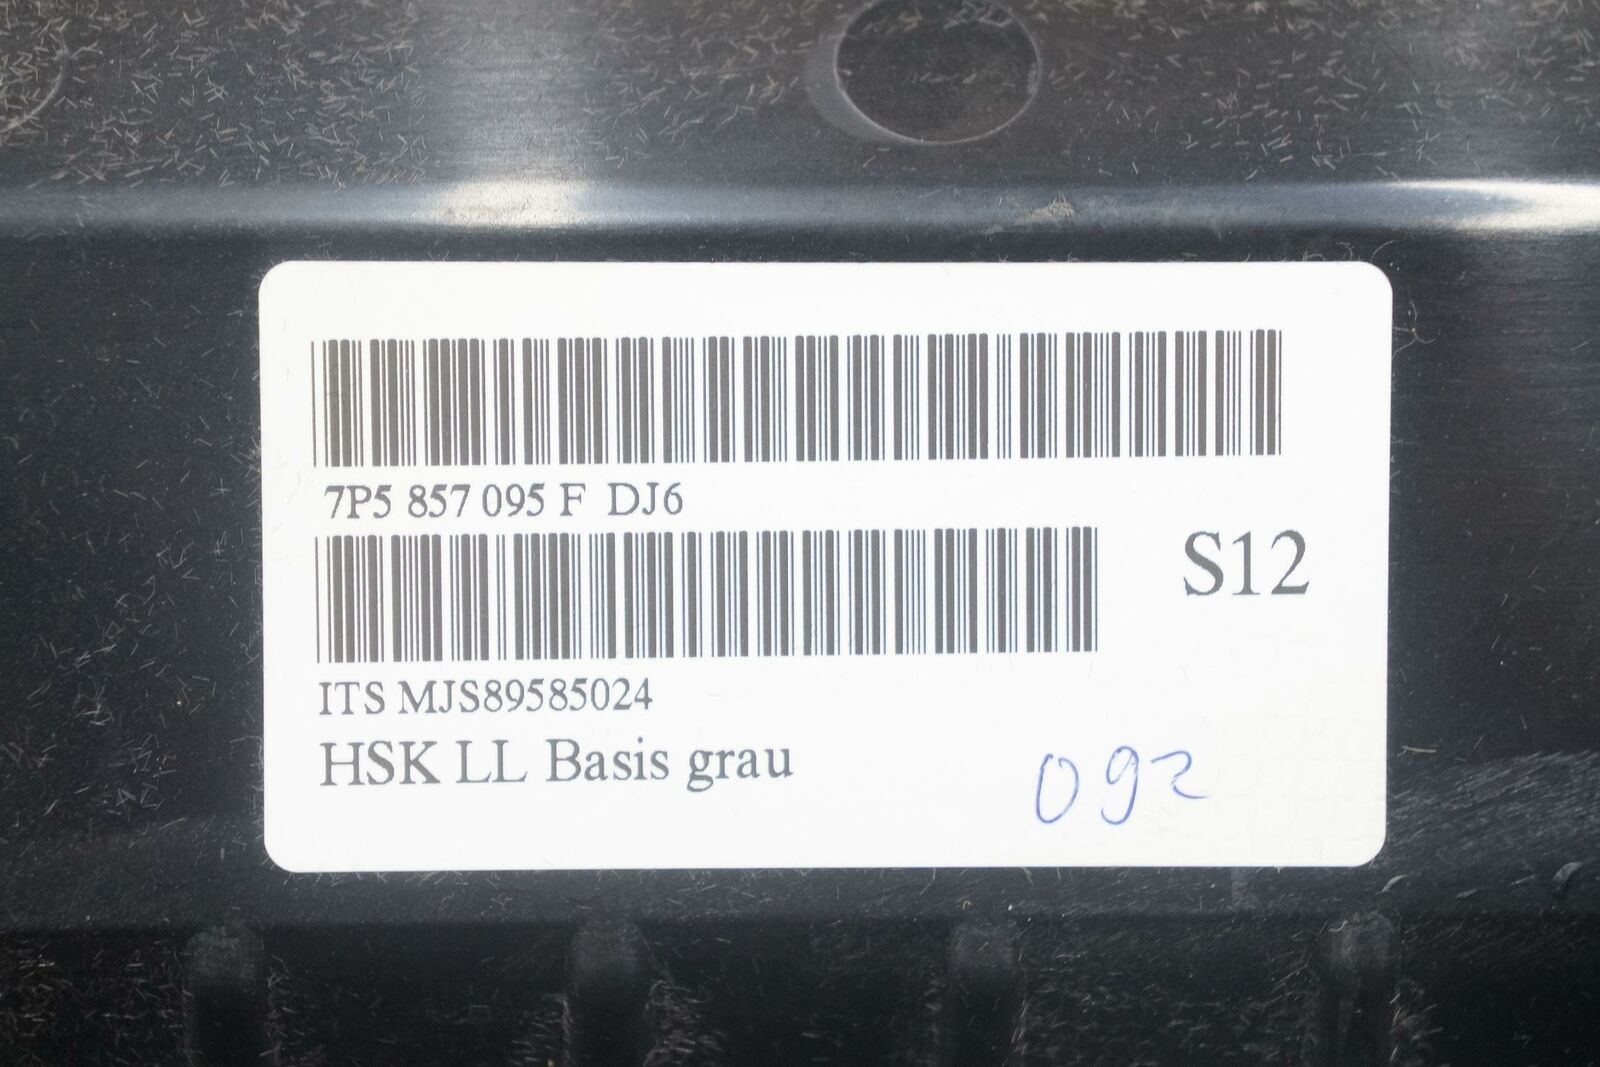 7P5 857 095 F DJ6
S12
ITS MJS89585024
HSK LL Basis grau
092